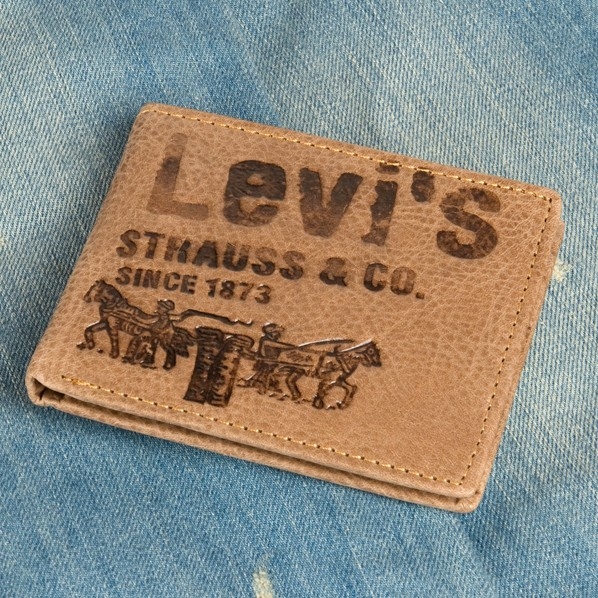 Levi's
STRAUSS & CO.
SINCE 1873